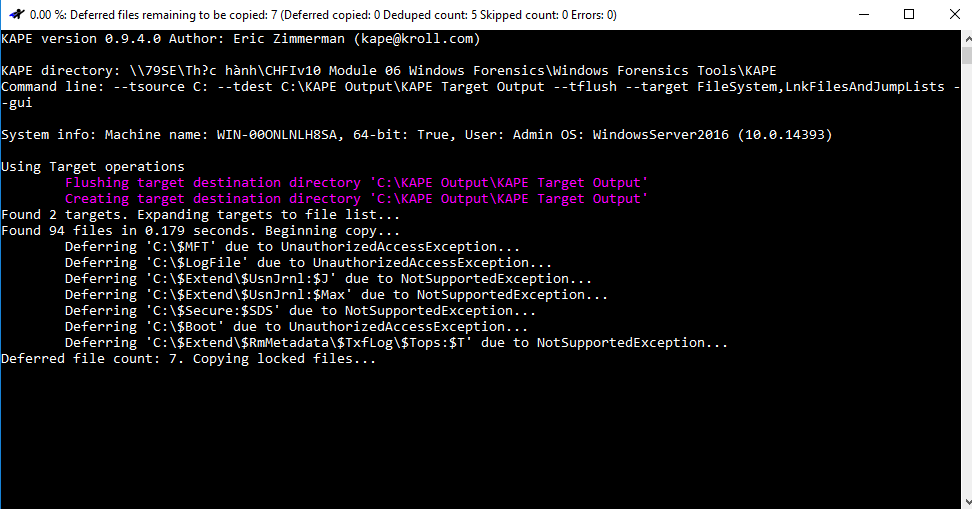 0.00 %: Deferred files remaining to be copied: 7 (Deferred copied: 0 Deduped count: 5 Skipped count: 0 Errors: 0)
KAPE version 0.9.4.0 Author: Eric Zimmerman (kape@kroll.com)
KAPE directory: \\79SE\Th?c hành\CHFIv10 Module 06 Windows Forensics\Windows Forensics Tools\KAPE
Command line: --tsource C: --tdest C:\KAPE Output\KAPE Target Output --tflush --target FileSystem,LnkFilesAndJumpLists -
-gui
System info: Machine name: WIN-00ONLNLH8SA, 64-bit: True, User: Admin OS: WindowsServer2016 (10.0.14393)
Using Target operations
Flushing target destination directory 'C:\KAPE Output\KAPE Target Output'
Creating target destination directory 'C:\KAPE Output\KAPE Target Output'
Found 2 targets. Expanding targets to file list...
Found 94 files in 0.179 seconds. Beginning copy...
Deferring 'C:\$MFT' due to UnauthorizedAccessException...
Deferring 'C:\$LogFile' due to UnauthorizedAccessException...
Deferring 'C:\$Extend\$UsnJrnl:$J' due to NotSupportedException...
Deferring 'C:\$Extend\$UsnJrnl:$Max' due to NotSupportedException...
Deferring 'C:\$Secure:$SDS' due to NotSupportedException...
Deferring 'C:\$Boot' due to UnauthorizedAccessException...
Deferring 'C:\$Extend\$RmMetadata\$TxfLog\$Tops:$T' due to NotSupportedException...
Deferred file count: 7. Copying locked files...